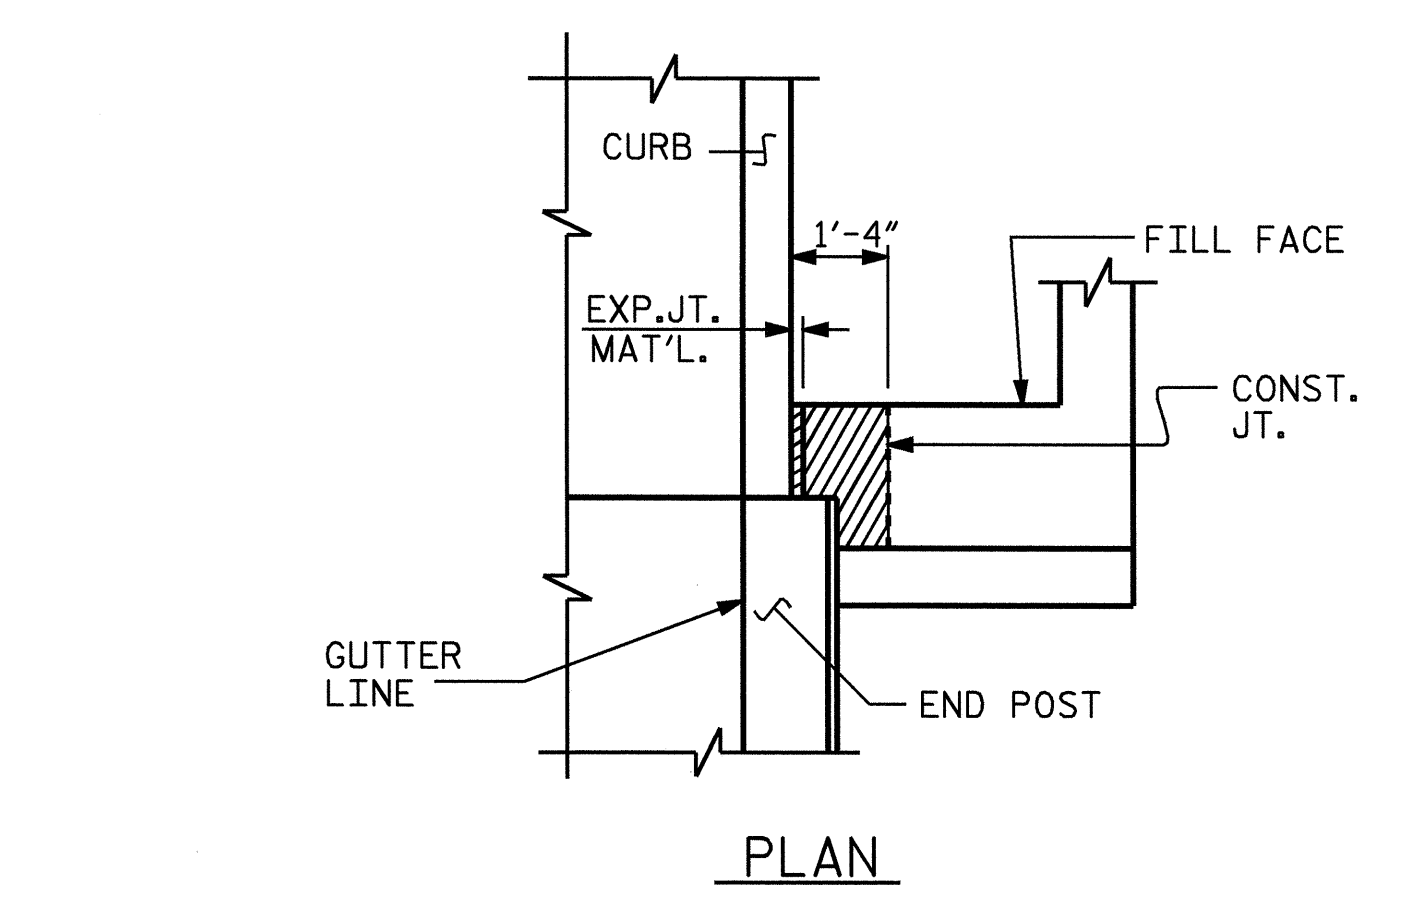 CURB
1'-4"
FILL FACE
EXP.JT.
MAT'L.
CONST.
JT.
GUTTER
LINE
END POST
PLAN